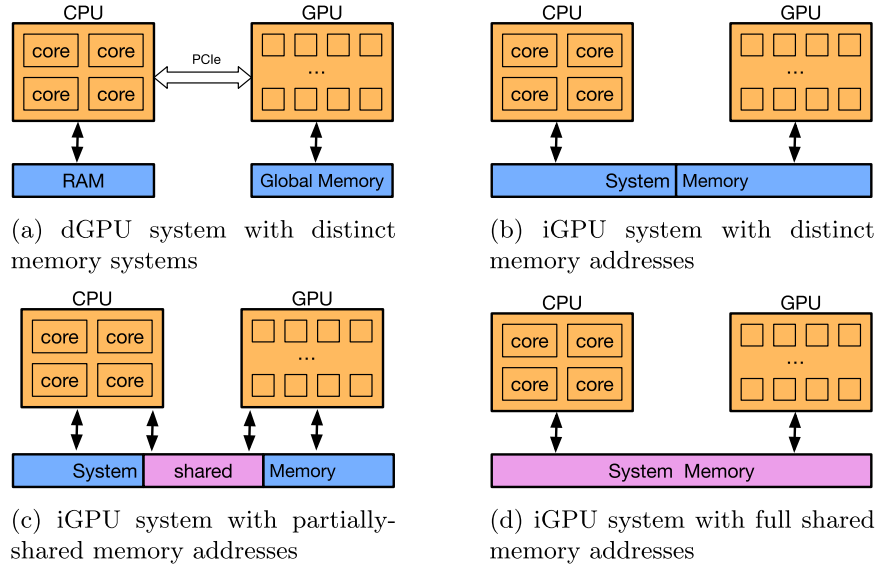 CPU
GPU
core core
PCIe
...
core core
RAM
Global Memory
(a) dGPU system with distinct
memory systems
CPU
GPU
core core
...
core core
System Memory
(b) iGPU system with distinct
memory addresses
CPU
GPU
core core
...
core core
System shared Memory
(c) iGPU system with partially-
shared memory addresses
CPU
GPU
core core
...
core core
System Memory
(d) iGPU system with full shared
memory addresses